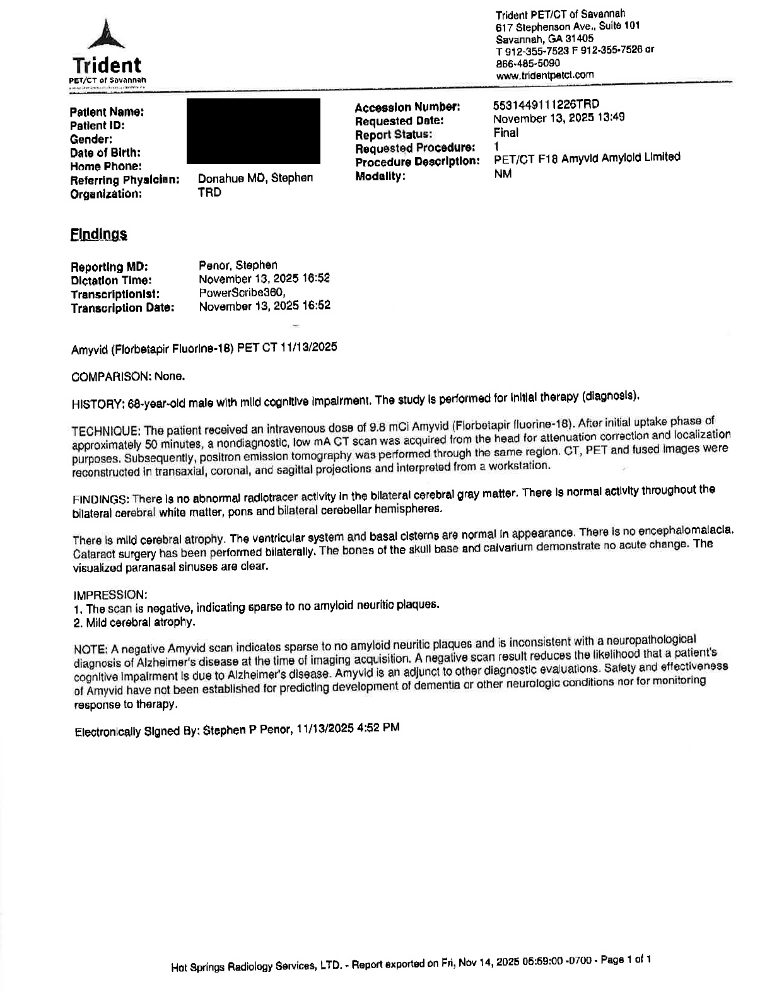 Trident
PET/CT of Savannah
Trident PET/CT of Savannah
617 Stephenson Ave., Suite 101
Savannah, GA 31405
T 912-355-7523 F 912-355-7526 or
866-485-5090
www.tridentpetct.com
Patient Name:
Patient ID:
Gender:
Date of Birth:
Home Phone:
Referring Physician: Donahue MD, Stephen
Organization: TRD
Accession Number: 5531449111226TRD
Requested Date: November 13, 2025 13:49
Report Status: Final
Requested Procedure: 1
Procedure Description: PET/CT F18 Amyvid Amyloid Limited
Modality: NM
Findings
Reporting MD: Penor, Stephen
Dictation Time: November 13, 2025 16:52
Transcriptionist: PowerScribe360,
Transcription Date: November 13, 2025 16:52
Amyvid (Florbetapir Fluorine-18) PET CT 11/13/2025
COMPARISON: None.
HISTORY: 68-year-old male with mild cognitive impairment. The study is performed for initial therapy (diagnosis).
TECHNIQUE: The patient received an intravenous dose of 9.8 mCi Amyvid (Florbetapir fluorine-18). After initial uptake phase of
approximately 50 minutes, a nondiagnostic, low mA CT scan was acquired from the head for attenuation correction and localization
purposes. Subsequently, positron emission tomography was performed through the same region. CT, PET and fused images were
reconstructed in transaxial, coronal, and sagittal projections and interpreted from a workstation.
FINDINGS: There is no abnormal radiotracer activity in the bilateral cerebral gray matter. There is normal activity throughout the
bilateral cerebral white matter, pons and bilateral cerebellar hemispheres.
There is mild cerebral atrophy. The ventricular system and basal cisterns are normal in appearance. There is no encephalomalacia.
Cataract surgery has been performed bilaterally. The bones of the skull base and calvarium demonstrate no acute change. The
visualized paranasal sinuses are clear.
IMPRESSION:
1. The scan is negative, indicating sparse to no amyloid neuritic plaques.
2. Mild cerebral atrophy.
NOTE: A negative Amyvid scan indicates sparse to no amyloid neuritic plaques and is inconsistent with a neuropathological
diagnosis of Alzheimer's disease at the time of imaging acquisition. A negative scan result reduces the likelihood that a patient's
cognitive impairment is due to Alzheimer's disease. Amyvid is an adjunct to other diagnostic evaluations. Safety and effectiveness
of Amyvid have not been established for predicting development of dementia or other neurologic conditions nor for monitoring
response to therapy.
Electronically Signed By: Stephen P Penor, 11/13/2025 4:52 PM
Hot Springs Radiology Services, LTD. - Report exported on Fri, Nov 14, 2025 05:59:00 -0700 - Page 1 of 1